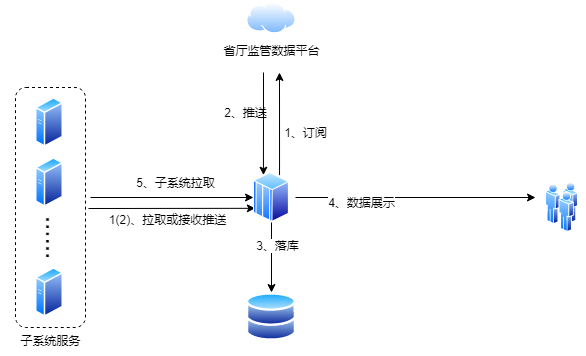 省厅监管数据平台
2、推送
1、订阅
5、子系统拉取
4、数据展示
1(2)、拉取或接收推送
3、落库
子系统服务